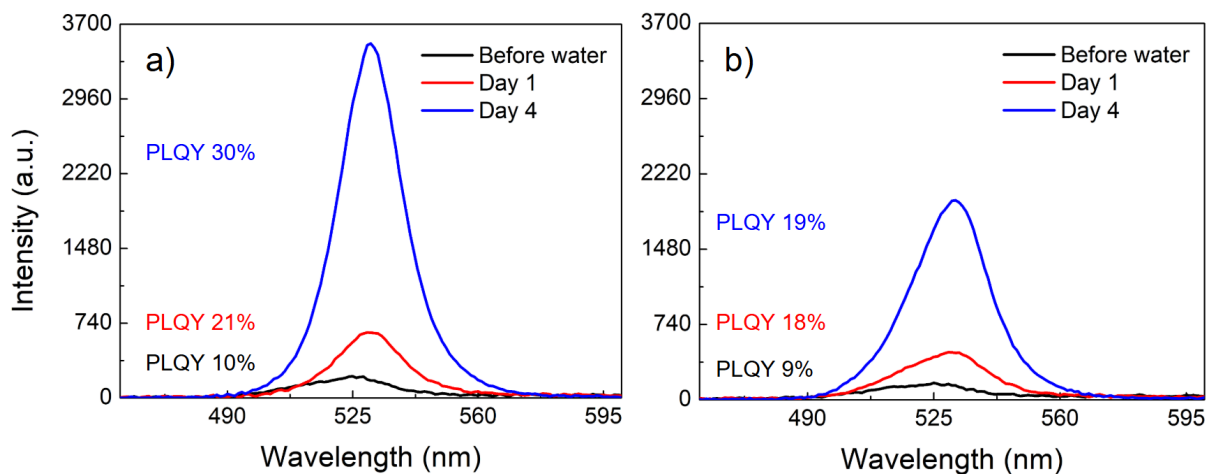 a)
Before water
Day 1
Day 4
PLQY 30%
PLQY 21%
PLQY 10%
3700
2960
2220
1480
740
0
490
525
560
595
Intensity (a.u.)
Wavelength (nm)
b)
Before water
Day 1
Day 4
PLQY 19%
PLQY 18%
PLQY 9%
3700
2960
2220
1480
740
0
490
525
560
595
Wavelength (nm)